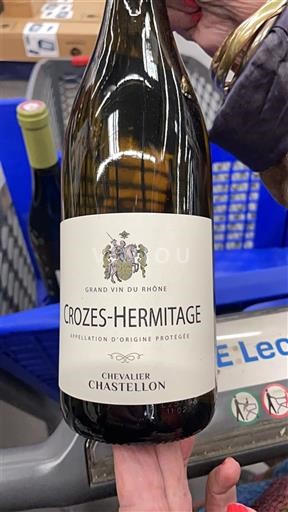 GRAND VIN DU RHÔNE
CROZES-HERMITAGE
APPELLATION D'ORIGINE PROTÉGÉE
CHEVALIER
CHASTELLON
E Lec